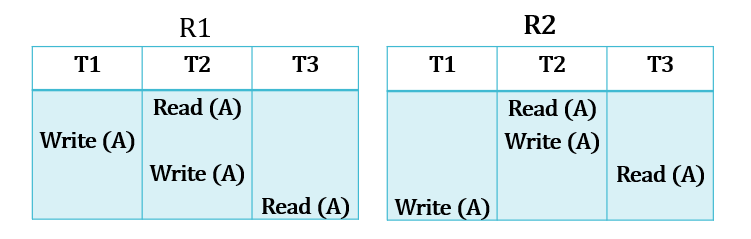 R1
T1 T2 T3
Read (A)
Write (A)
Write (A)
Read (A)
R2
T1 T2 T3
Read (A)
Write (A)
Read (A)
Write (A)